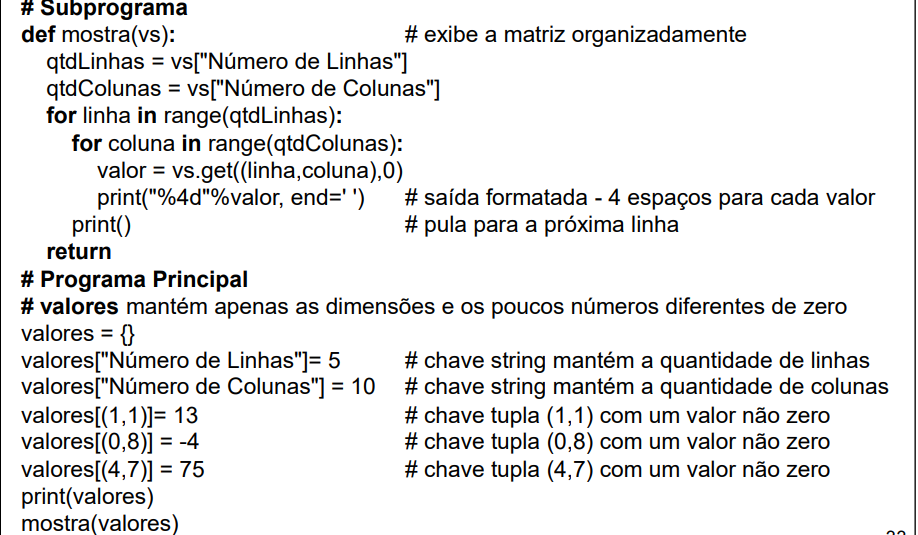 # Subprograma
def mostra(vs): # exibe a matriz organizadamente
qtdLinhas = vs["Número de Linhas"]
qtdColunas = vs["Número de Colunas"]
for linha in range(qtdLinhas):
for coluna in range(qtdColunas):
valor = vs.get((linha,coluna),0)
print("%4d"%valor, end=' ') # saída formatada - 4 espaços para cada valor
print() # pula para a próxima linha
return
# Programa Principal
# valores mantém apenas as dimensões e os poucos números diferentes de zero
valores = {}
valores["Número de Linhas"]= 5 # chave string mantém a quantidade de linhas
valores["Número de Colunas"] = 10 # chave string mantém a quantidade de colunas
valores[(1,1)]= 13 # chave tupla (1,1) com um valor não zero
valores[(0,8)] = -4 # chave tupla (0,8) com um valor não zero
valores[(4,7)] = 75 # chave tupla (4,7) com um valor não zero
print(valores)
mostra(valores)